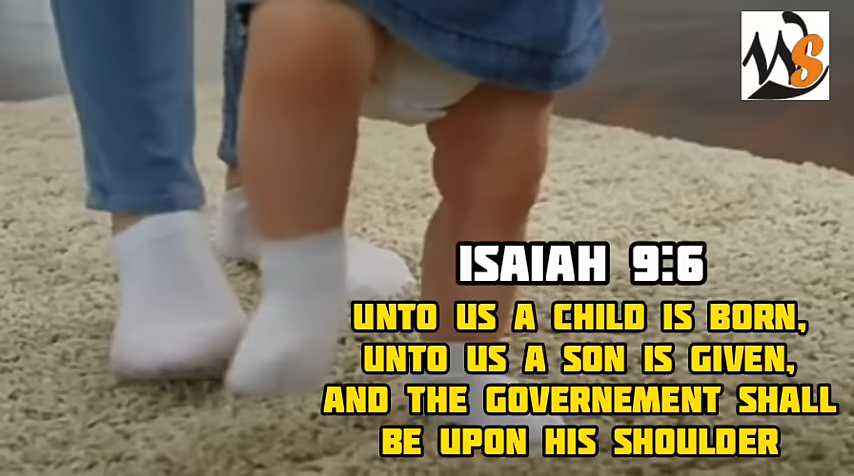 MS
ISAIAH 9:6
UNTO US A CHILD IS BORN,
UNTO US A SON IS GIVEN,
AND THE GOVERNEMENT SHALL
BE UPON HIS SHOULDER